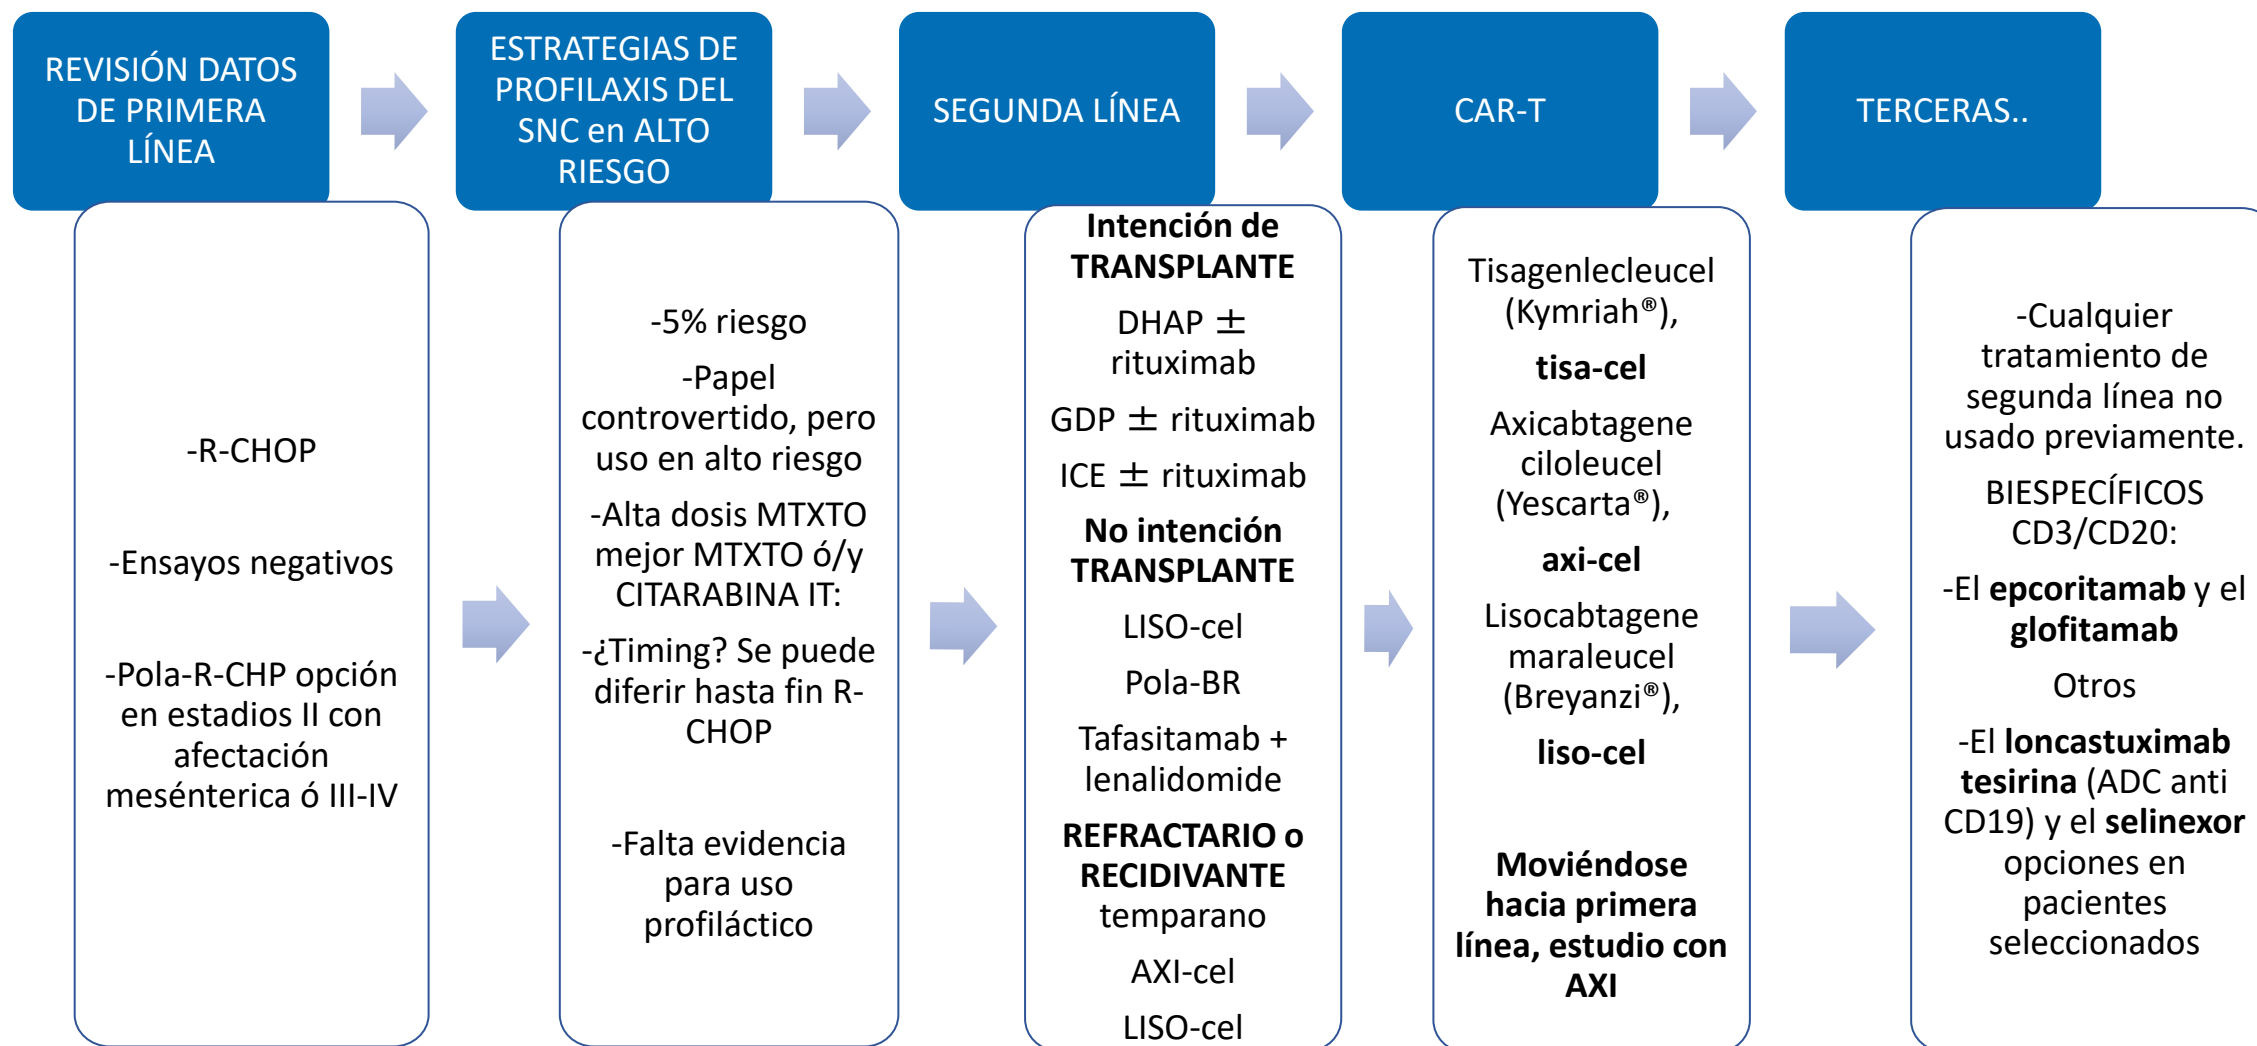 REVISIÓN DATOS
DE PRIMERA
LÍNEA
-R-CHOP
-Ensayos negativos
-Pola-R-CHP opción
en estadios II con
afectación
mesénterica ó III-IV
ESTRATEGIAS DE
PROFILAXIS DEL
SNC en ALTO
RIESGO
-5% riesgo
-Papel
controvertido, pero
uso en alto riesgo
-Alta dosis MTXTO
mejor MTXTO ó/y
CITARABINA IT:
-¿Timing? Se puede
diferir hasta fin R-
CHOP
-Falta evidencia
para uso
profiláctico
SEGUNDA LÍNEA
Intención de
TRANSPLANTE
DHAP ±
rituximab
GDP ± rituximab
ICE ± rituximab
No intención
TRANSPLANTE
LISO-cel
Pola-BR
Tafasitamab +
lenalidomide
REFRACTARIO o
RECIDIVANTE
temparano
AXI-cel
LISO-cel
CAR-T
Tisagenlecleucel
(Kymriah®),
tisa-cel
Axicabtagene
ciloleucel
(Yescarta®),
axi-cel
Lisocabtagene
maraleucel
(Breyanzi®),
liso-cel
Moviéndose
hacia primera
línea, estudio con
AXI
TERCERAS..
-Cualquier
tratamiento de
segunda línea no
usado previamente.
BIESPECÍFICOS
CD3/CD20:
-El epcoritamab y el
glofitamab
Otros
-El loncastuximab
tesirina (ADC anti
CD19) y el selinexor
opciones en
pacientes
seleccionados